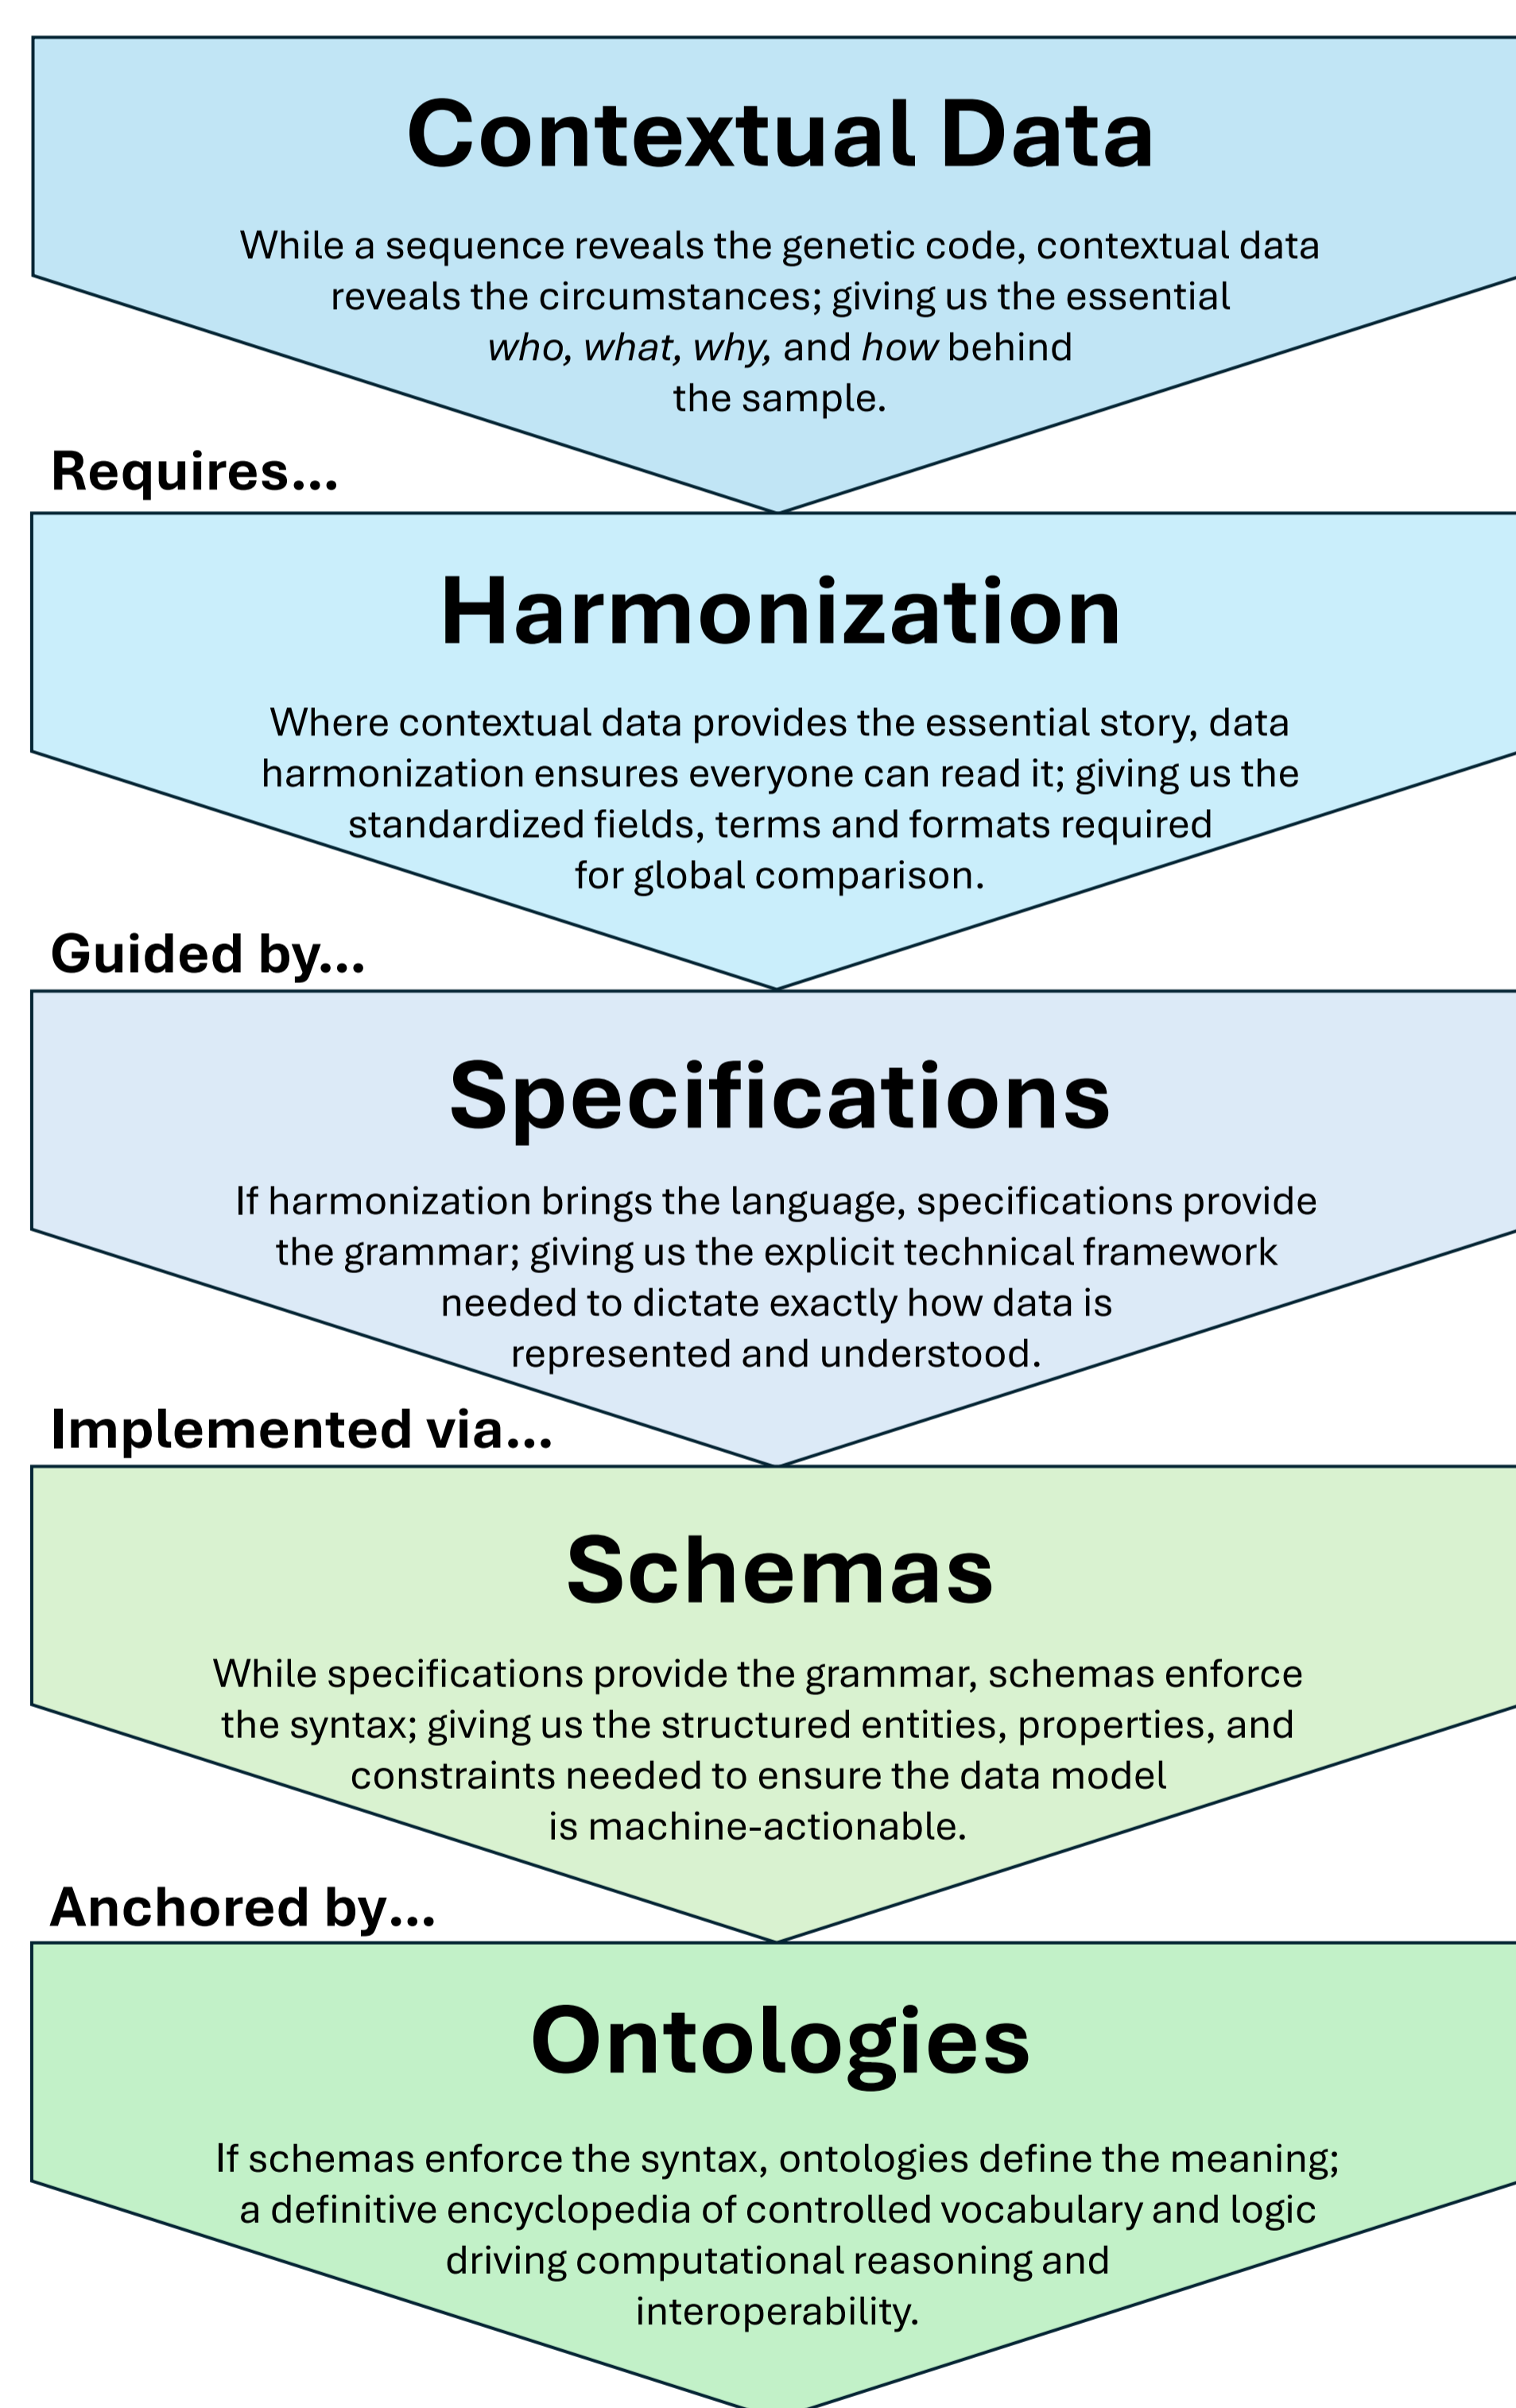 Contextual Data
While a sequence reveals the genetic code, contextual data
reveals the circumstances; giving us the essential
who, what, why, and how behind
the sample.
Requires...
Harmonization
Where contextual data provides the essential story, data
harmonization ensures everyone can read it; giving us the
standardized fields, terms and formats required
for global comparison.
Guided by...
Specifications
If harmonization brings the language, specifications provide
the grammar; giving us the explicit technical framework
needed to dictate exactly how data is
represented and understood.
Implemented via...
Schemas
While specifications provide the grammar, schemas enforce
the syntax; giving us the structured entities, properties, and
constraints needed to ensure the data model
is machine-actionable.
Anchored by...
Ontologies
If schemas enforce the syntax, ontologies define the meaning;
a definitive encyclopedia of controlled vocabulary and logic
driving computational reasoning and
interoperability.